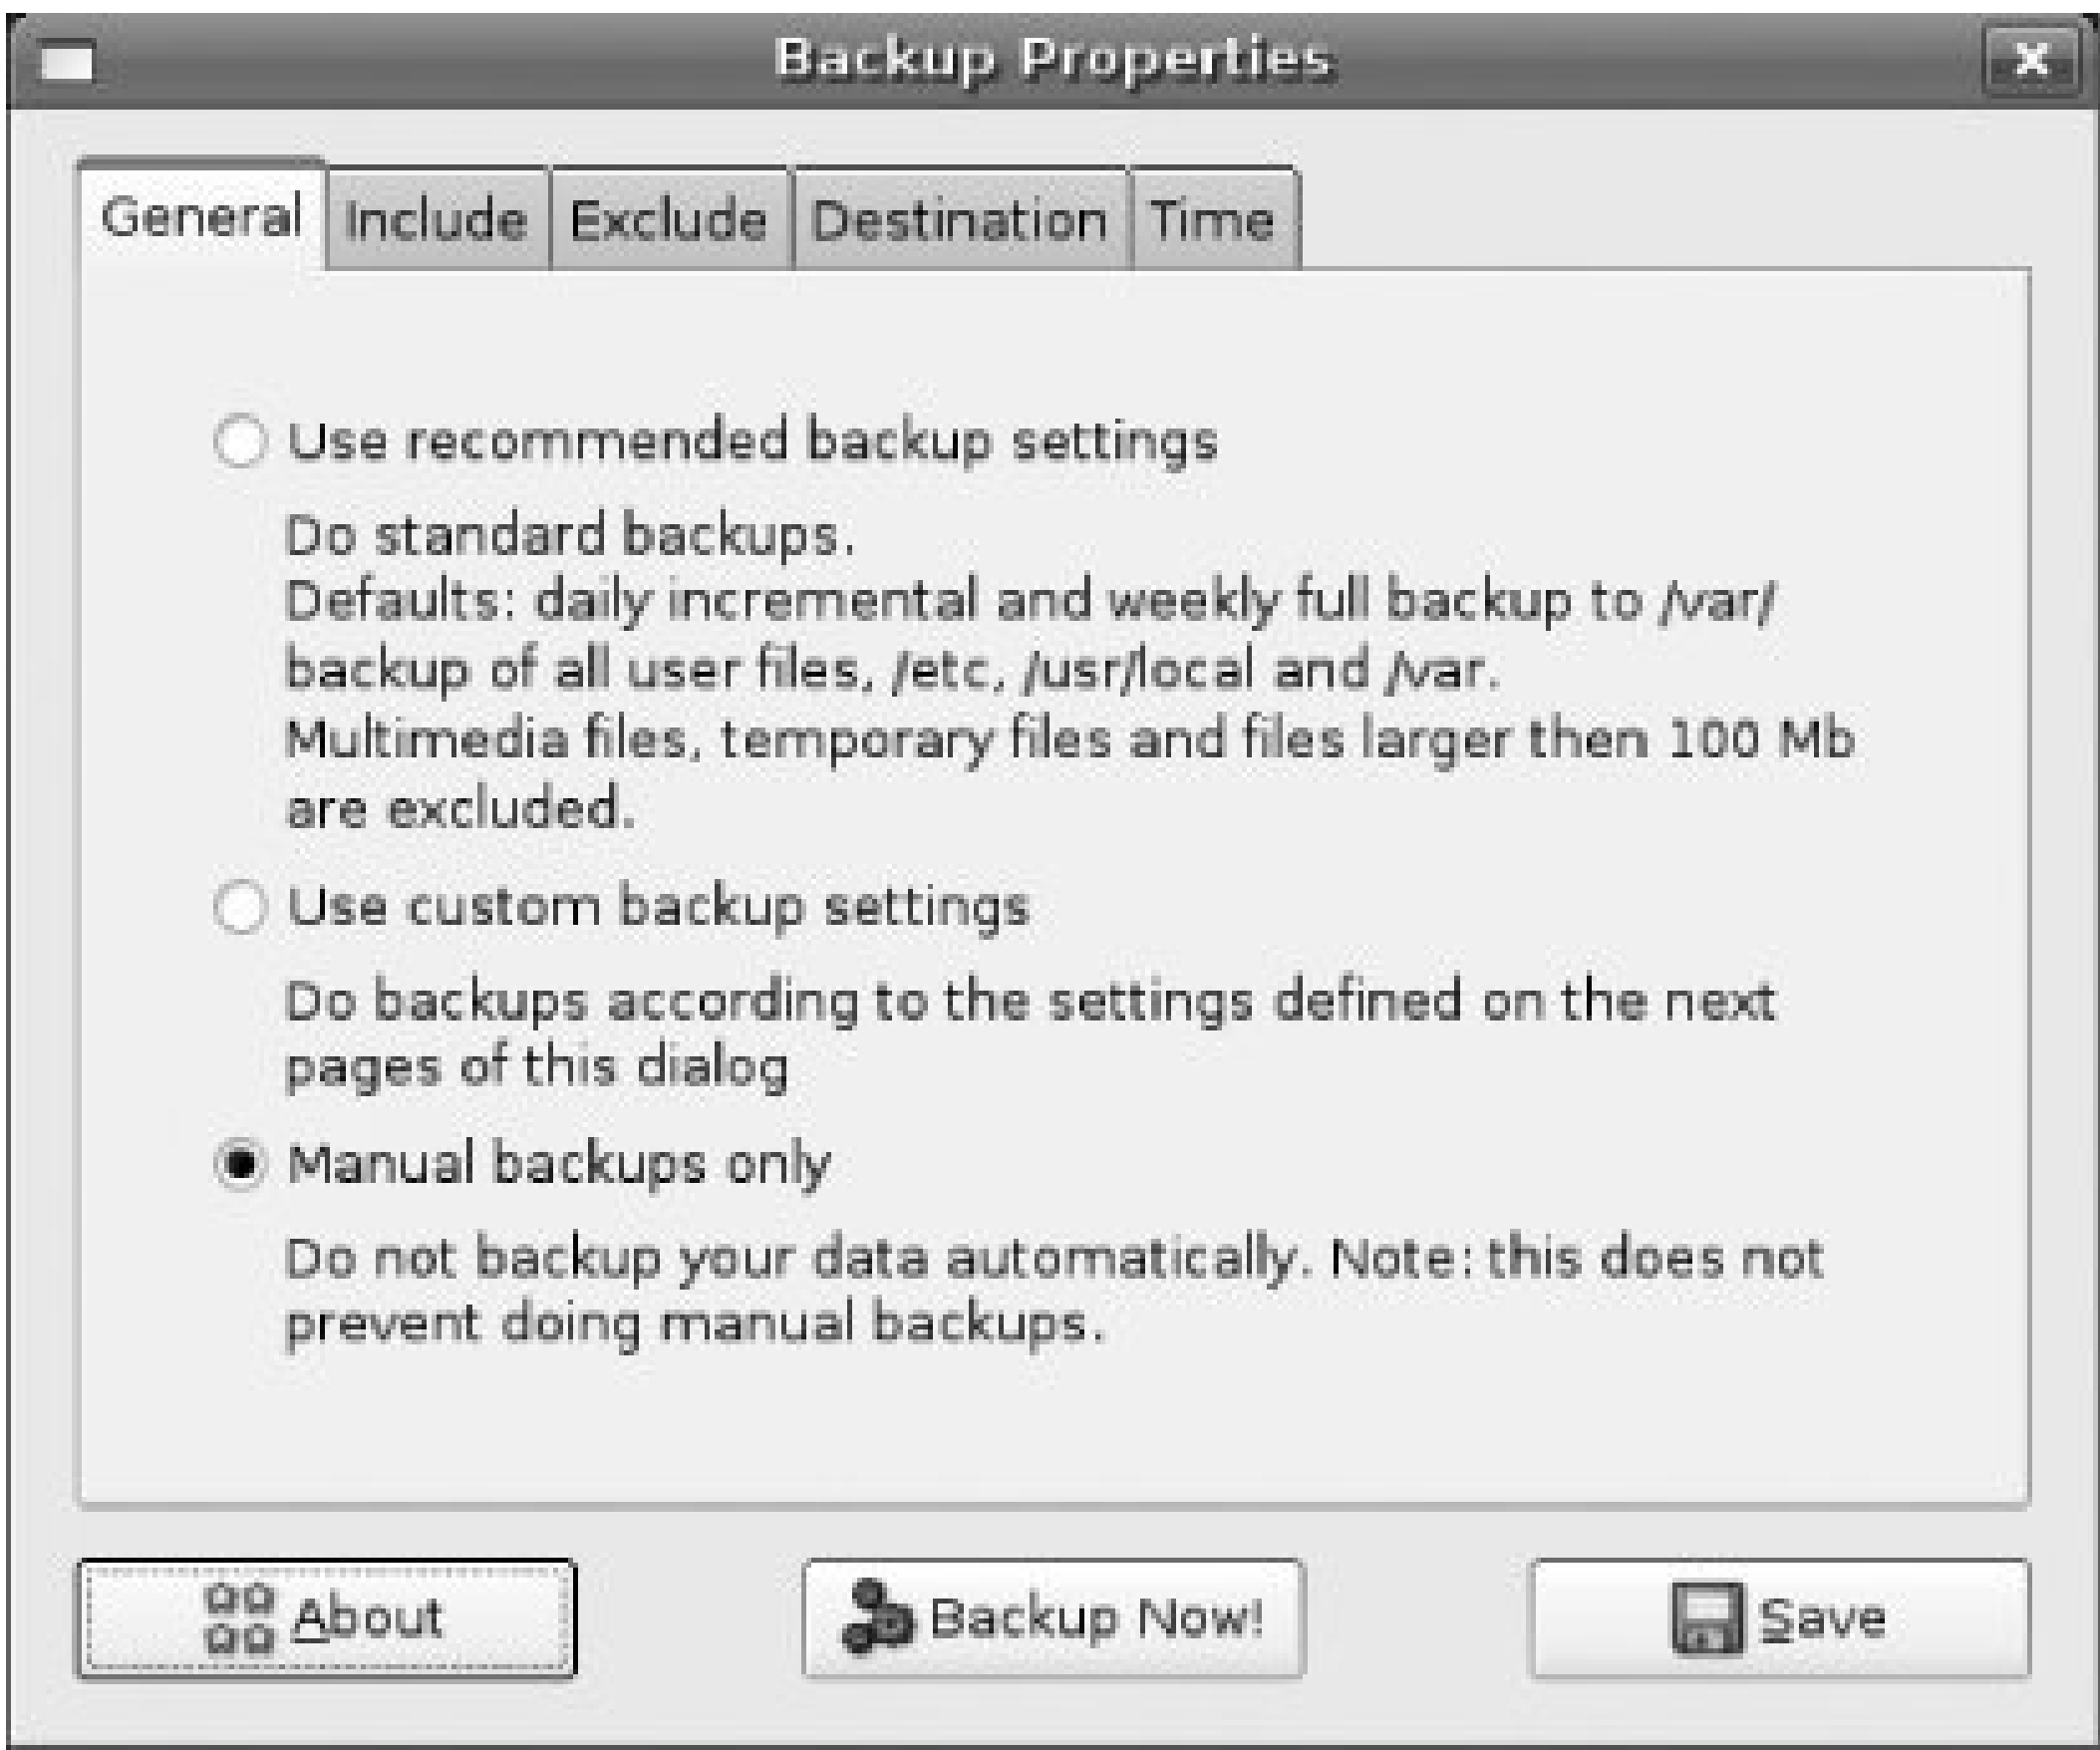 Backup Properties
General Include Exclude Destination Time
Use recommended backup settings
Do standard backups.
Defaults: daily incremental and weekly full backup to /var/
backup of all user files, /etc, /usr/local and /var.
Multimedia files, temporary files and files larger then 100 Mb
are excluded.
Use custom backup settings
Do backups according to the settings defined on the next
pages of this dialog
Manual backups only
Do not backup your data automatically. Note: this does not
prevent doing manual backups.
About Backup Now! Save